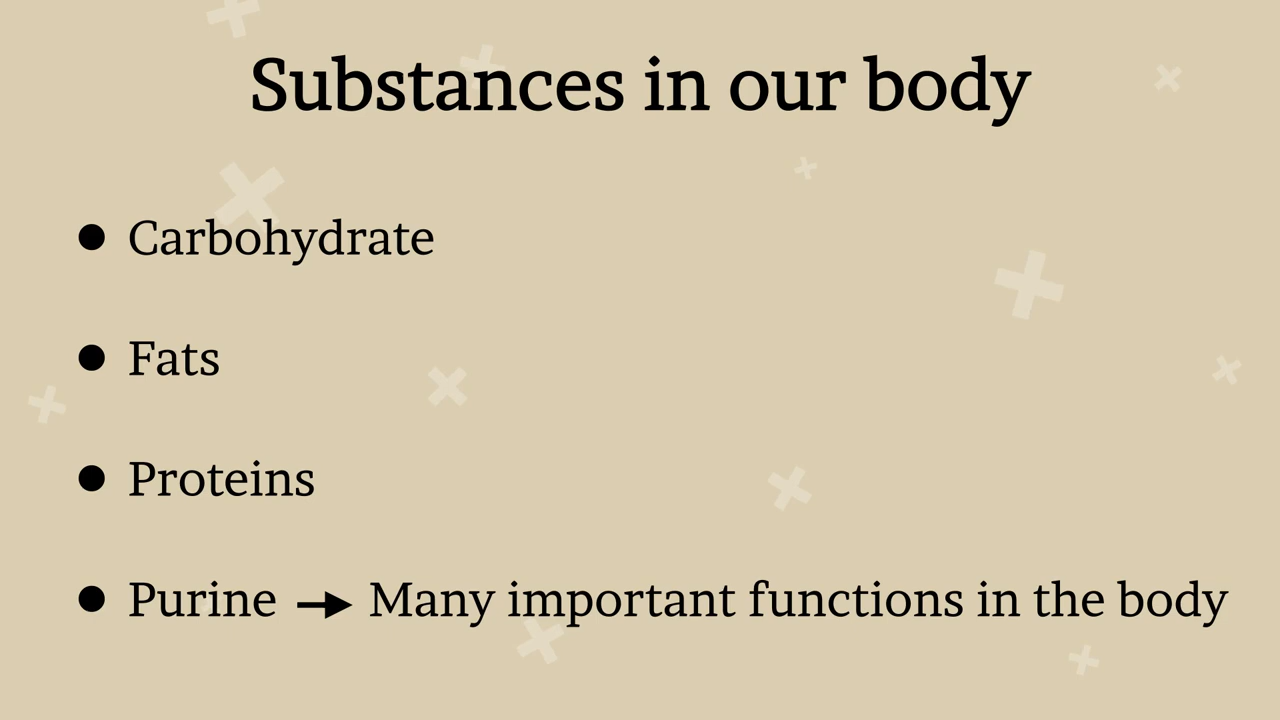 Substances in our body
● Carbohydrate
● Fats
● Proteins
● Purine → Many important functions in the body